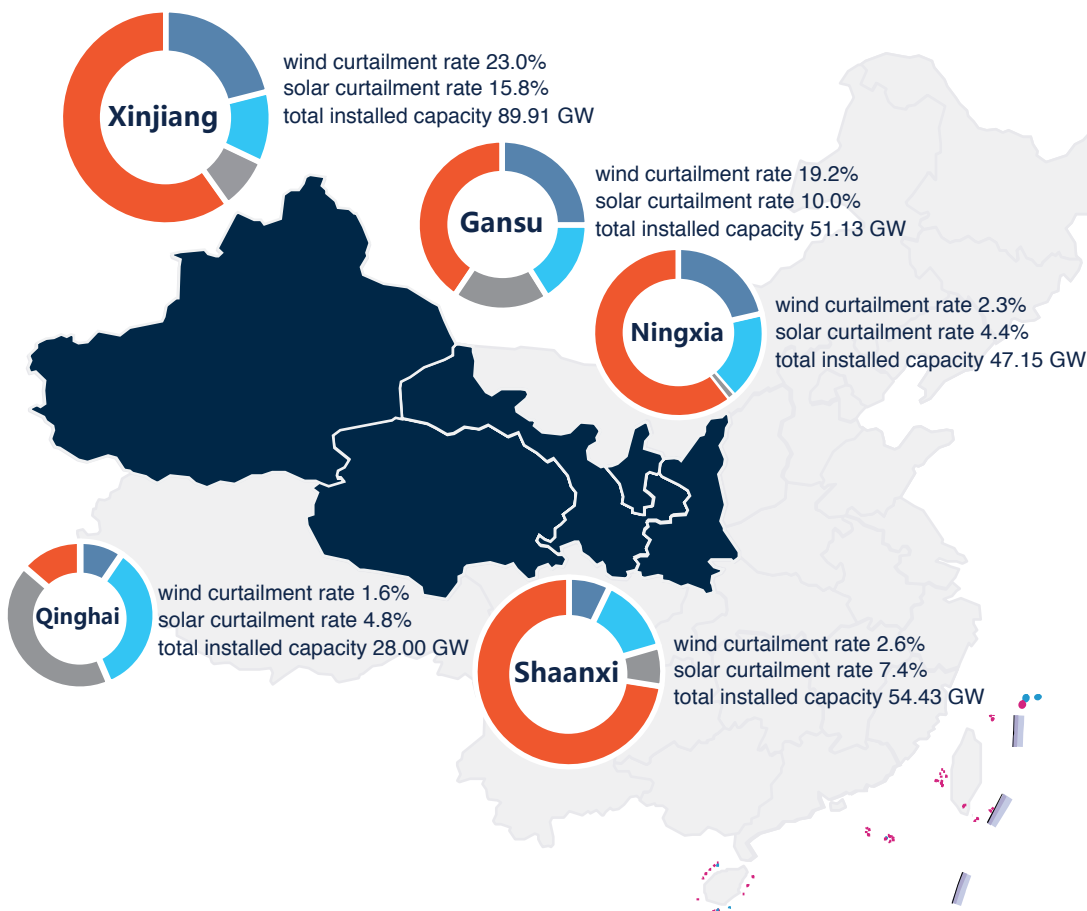 Xinjiang
wind curtailment rate 23.0%
solar curtailment rate 15.8%
total installed capacity 89.91 GW
Gansu
wind curtailment rate 19.2%
solar curtailment rate 10.0%
total installed capacity 51.13 GW
Ningxia
wind curtailment rate 2.3%
solar curtailment rate 4.4%
total installed capacity 47.15 GW
Qinghai
wind curtailment rate 1.6%
solar curtailment rate 4.8%
total installed capacity 28.00 GW
Shaanxi
wind curtailment rate 2.6%
solar curtailment rate 7.4%
total installed capacity 54.43 GW